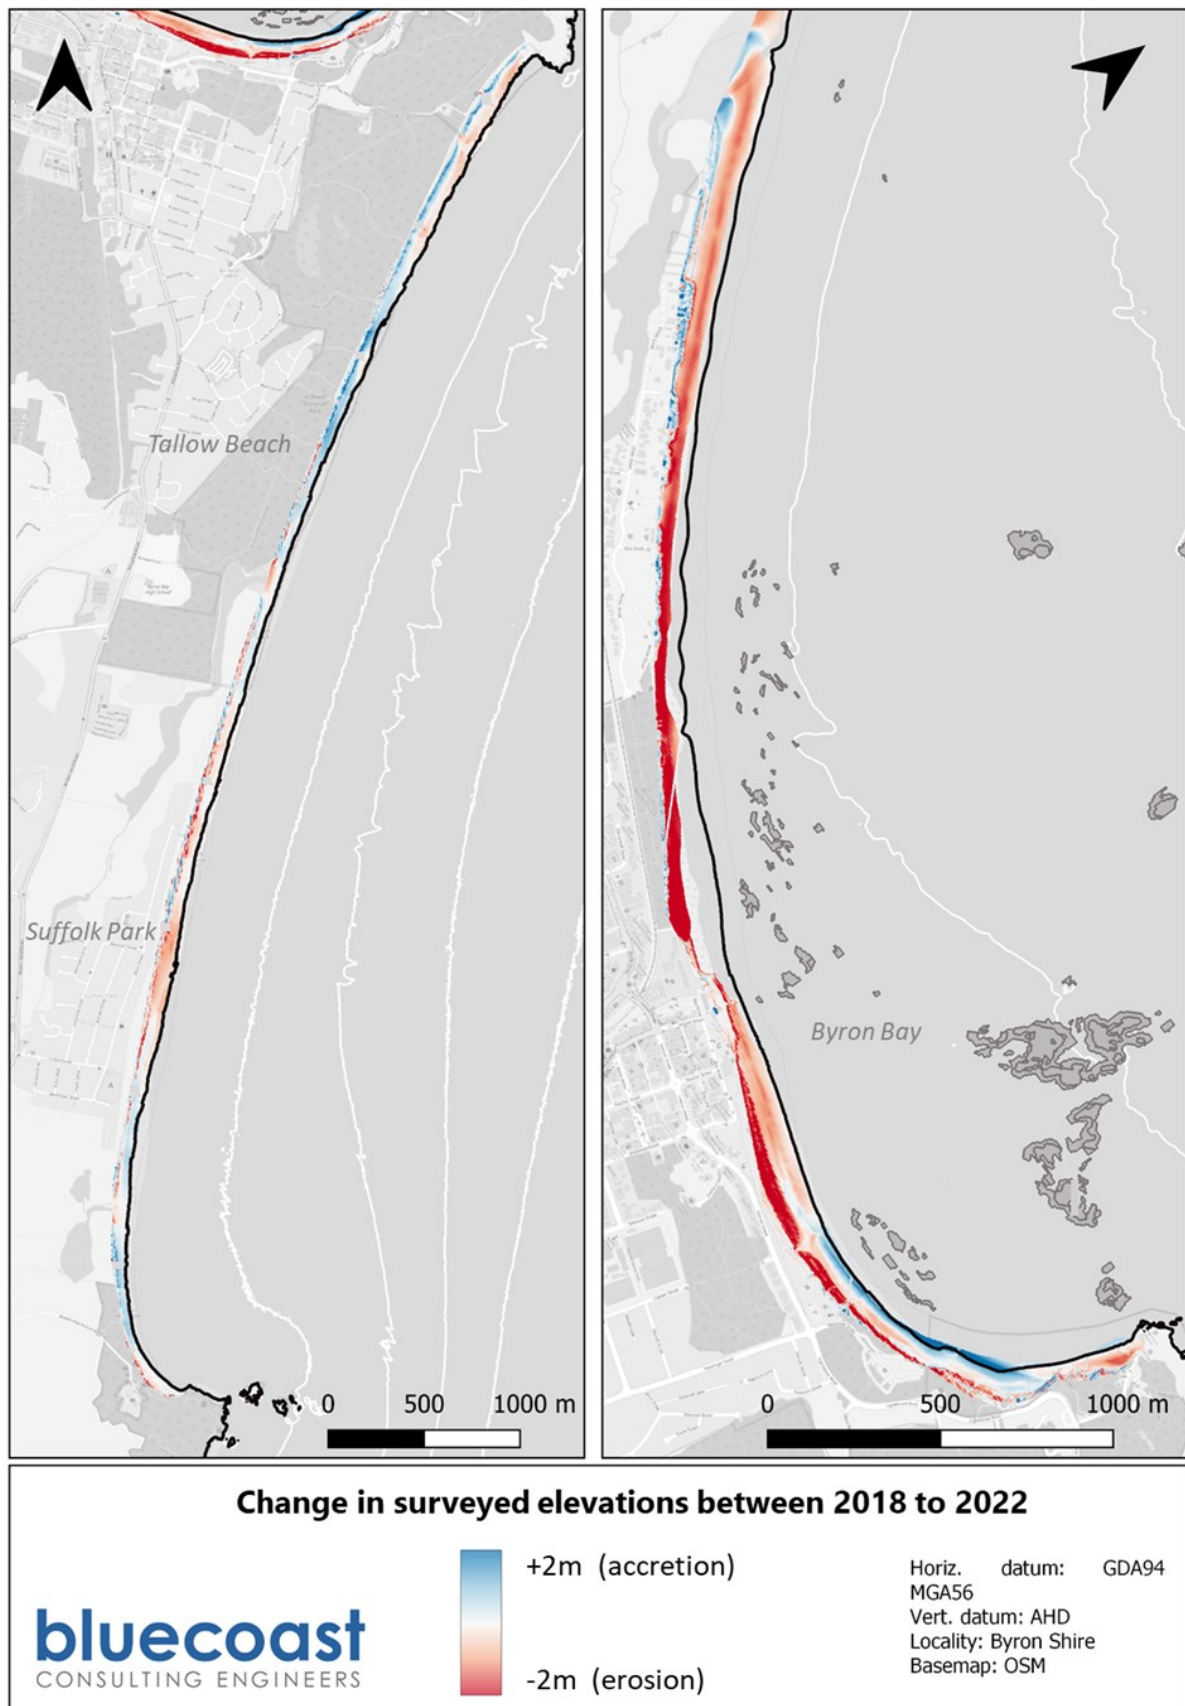 Tallow Beach
Suffolk Park
0 500 1000 m
Byron Bay
0 500 1000 m
Change in surveyed elevations between 2018 to 2022
+2m (accretion)
-2m (erosion)
bluecoast
CONSULTING ENGINEERS
Horiz. datum: GDA94
MGA56
Vert. datum: AHD
Locality: Byron Shire
Basemap: OSM